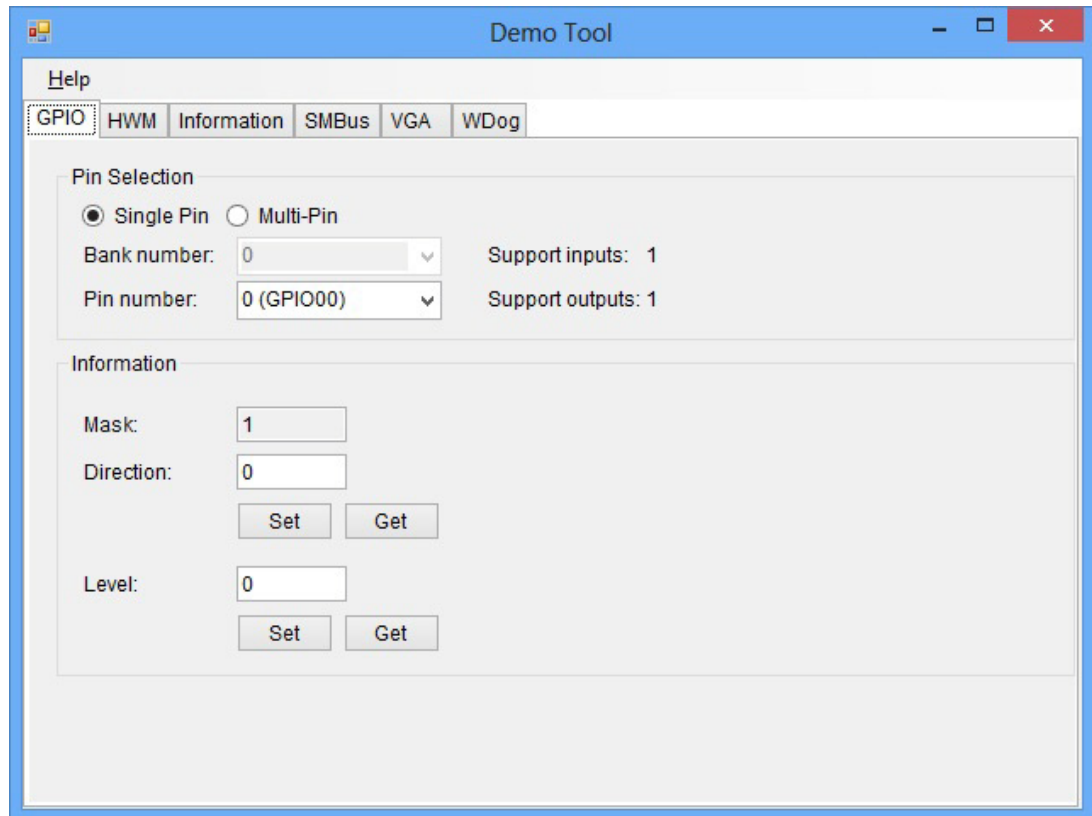 Demo Tool
Help
GPIO HWM Information SMBus VGA WDog
Pin Selection
Single Pin Multi-Pin
Bank number: 0 Support inputs: 1
Pin number: 0 (GPIO00) Support outputs: 1
Information
Mask: 1
Direction: 0
Set Get
Level: 0
Set Get